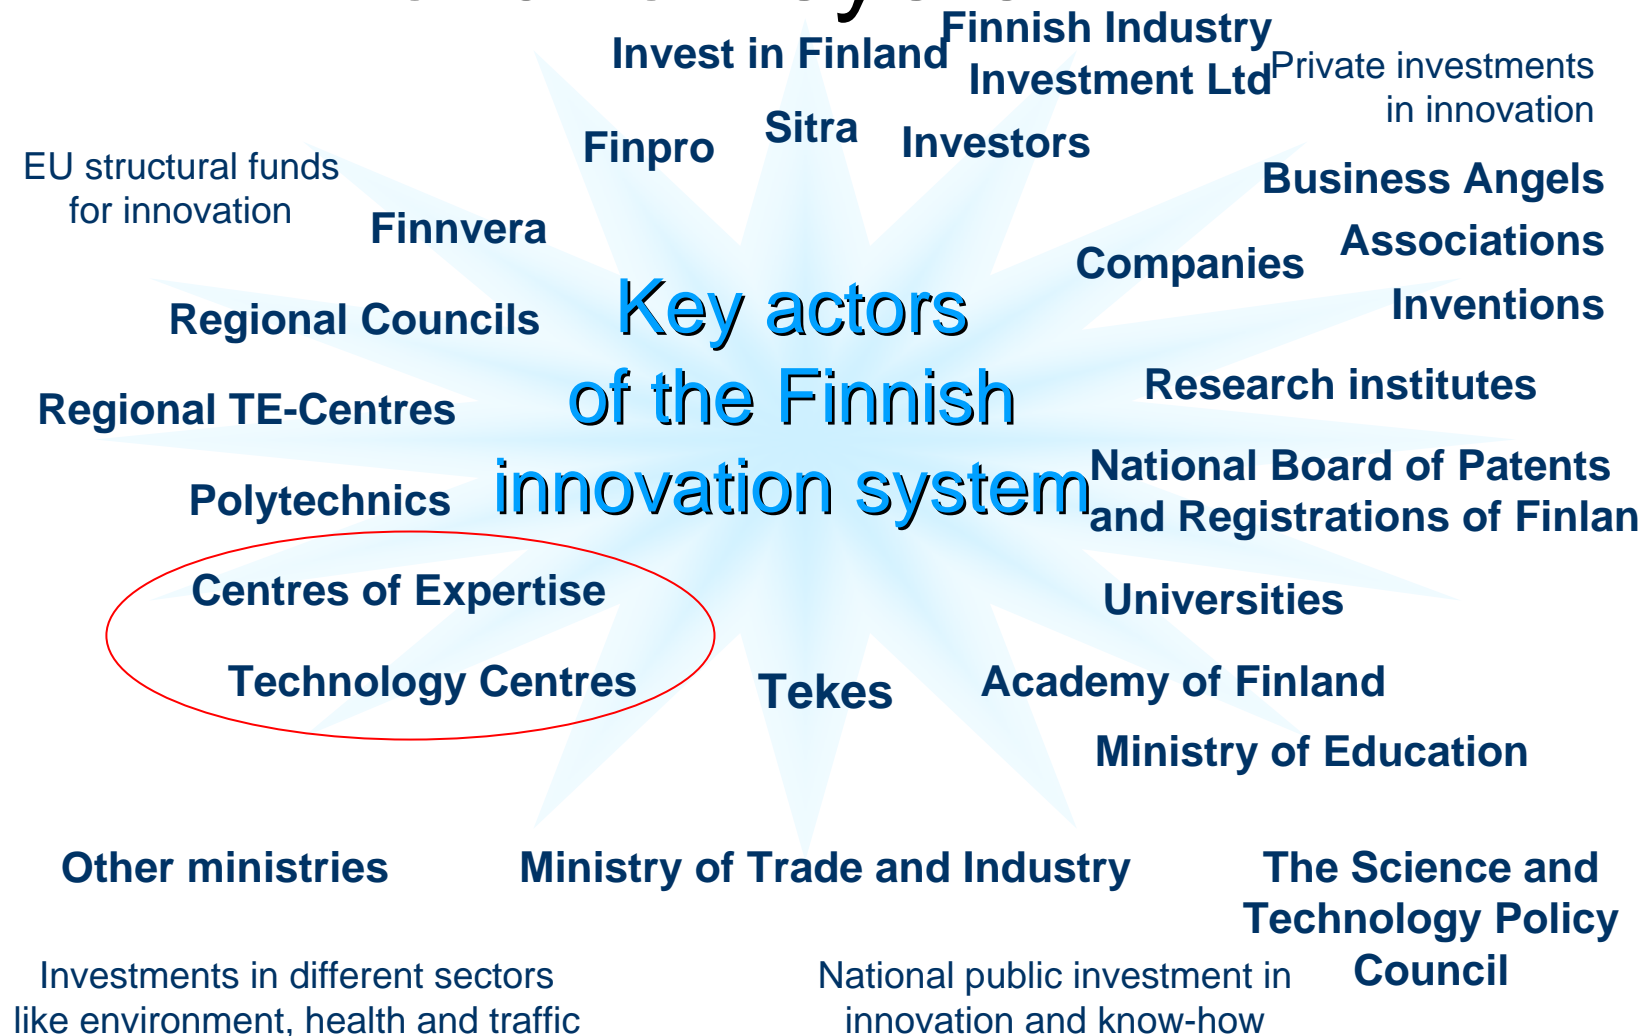 Invest in Finland
Finnish Industry
Investment Ltd
Private investments
in innovation
Finpro
Sitra
Investors
EU structural funds
for innovation
Finnvera
Business Angels
Associations
Companies
Inventions
Regional Councils
Key actors
of the Finnish
innovation system
Research institutes
Regional TE-Centres
National Board of Patents
and Registrations of Finlan
Polytechnics
Centres of Expertise
Universities
Technology Centres
Tekes
Academy of Finland
Ministry of Education
Other ministries
Ministry of Trade and Industry
The Science and
Technology Policy
Council
Investments in different sectors
like environment, health and traffic
National public investment in
innovation and know-how